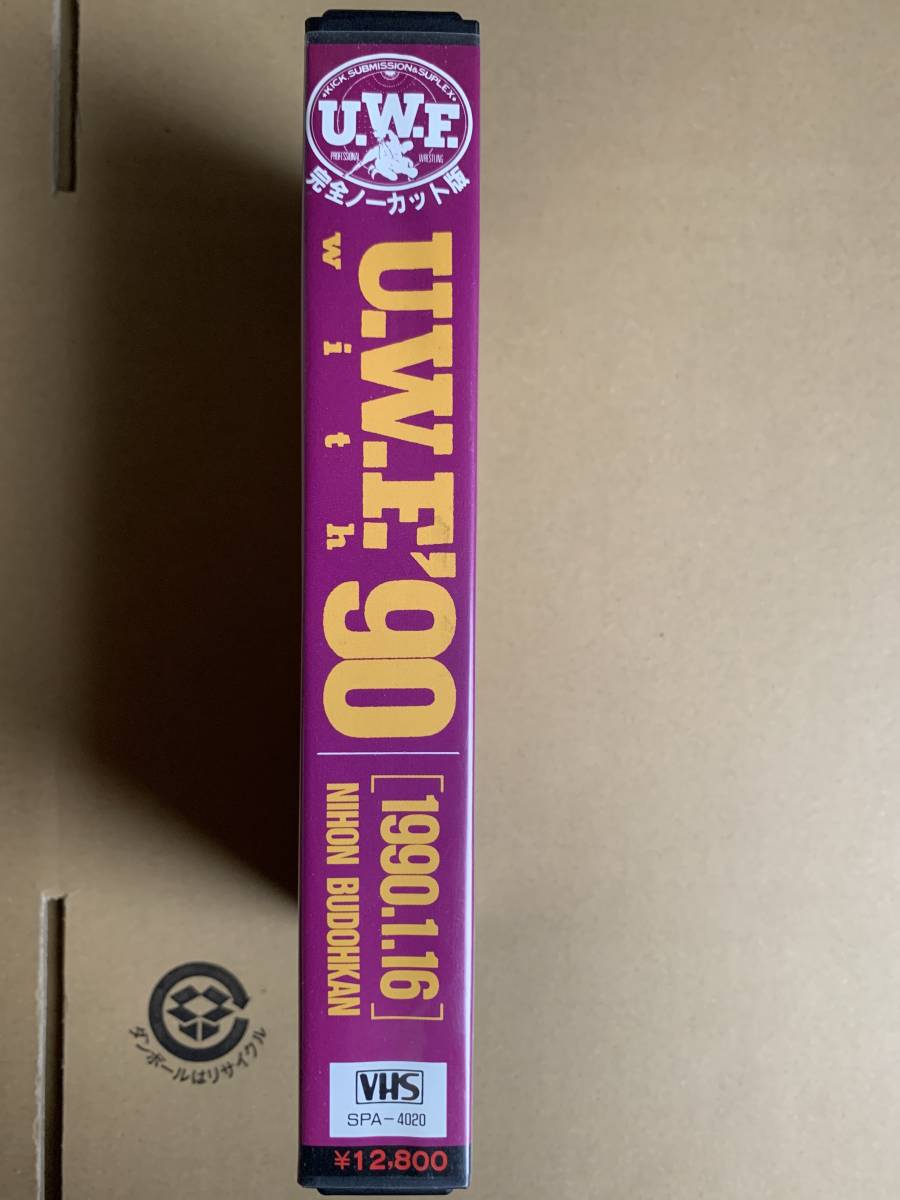 KICK, SUBMISSION & SUPLEX
U.W.F.
PROFESSIONAL WRESTLING
完全ノーカット版
U.W.F.'90
with
[1990.1.16]
NIHON BUDOHKAN
VHS
SPA-4020
¥12,800
ダンボールはリサイクル